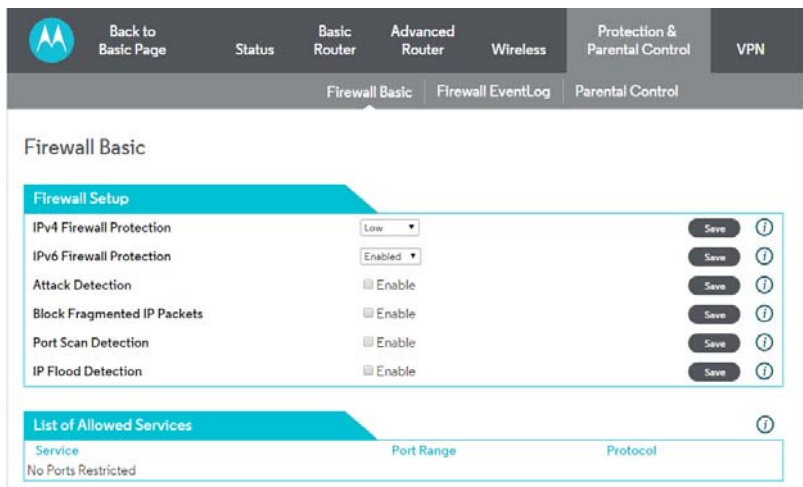 Back to Basic Page Status Basic Router Advanced Router Wireless Protection & Parental Control VPN
Firewall Basic Firewall EventLog Parental Control
Firewall Basic
Firewall Setup
IPv4 Firewall Protection Low Save
IPv6 Firewall Protection Enabled Save
Attack Detection Enable Save
Block Fragmented IP Packets Enable Save
Port Scan Detection Enable Save
IP Flood Detection Enable Save
List of Allowed Services
Service Port Range Protocol
No Ports Restricted